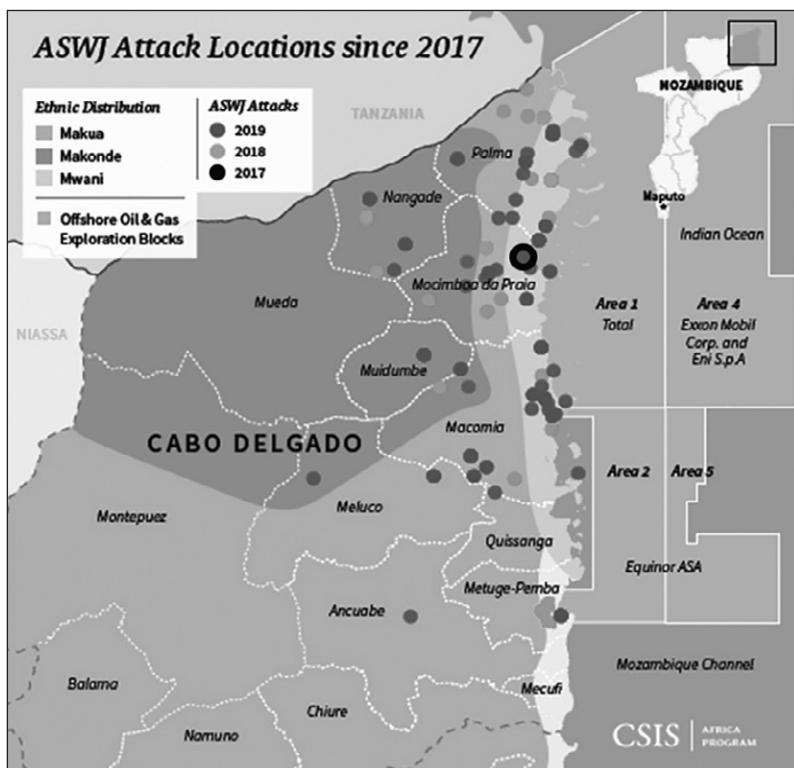 ASWJ Attack Locations since 2017
Ethnic Distribution
Makua
Makonde
Mwani
Offshore Oil & Gas
Exploration Blocks
ASWJ Attacks
2019
2018
2017
TANZANIA
MOZAMBIQUE
Maputo
Indian Ocean
Palma
Nangade
Mueda
Mocimboa da Praia
NIASSA
Area 1
Total
Area 4
Exxon Mobil
Corp. and
Eni S.p.A
Muidumbe
CABO DELGADO
Macomia
Area 2
Area 5
Montepuez
Meluco
Quissanga
Equinor ASA
Metuge-Pemba
Ancuabe
Mozambique Channel
Balama
Mecufi
Chiure
Namuno
CSIS
AFRICA
PROGRAM